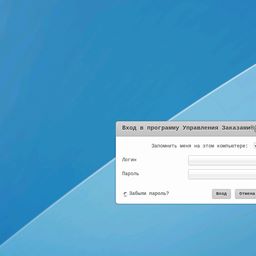 Вход в программу Управления Заказами
Запомнить меня на этом компьютере:
Логин
Пароль
Забыли пароль?
Вход
Отмена